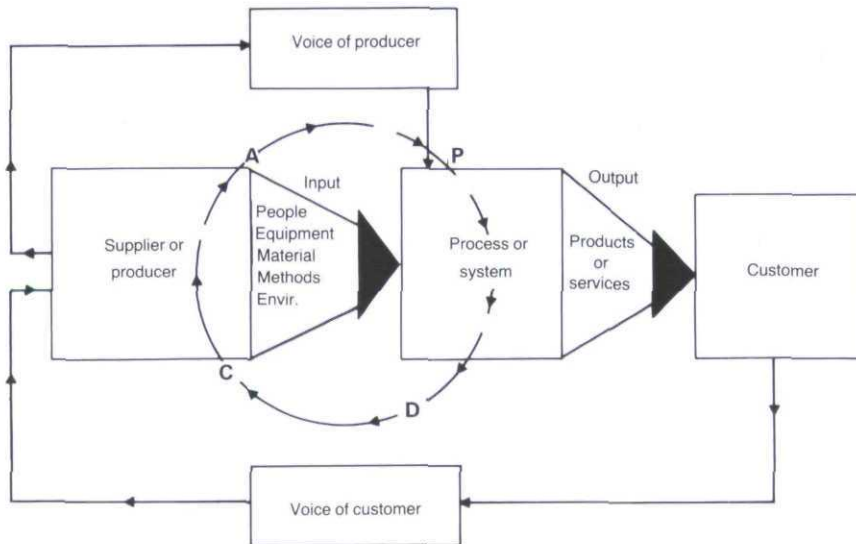 Voice of producer
A
P
Input
Output
People
Equipment
Material
Methods
Envir.
Supplier or
producer
Process or
system
Products
or
services
Customer
C
D
Voice of customer